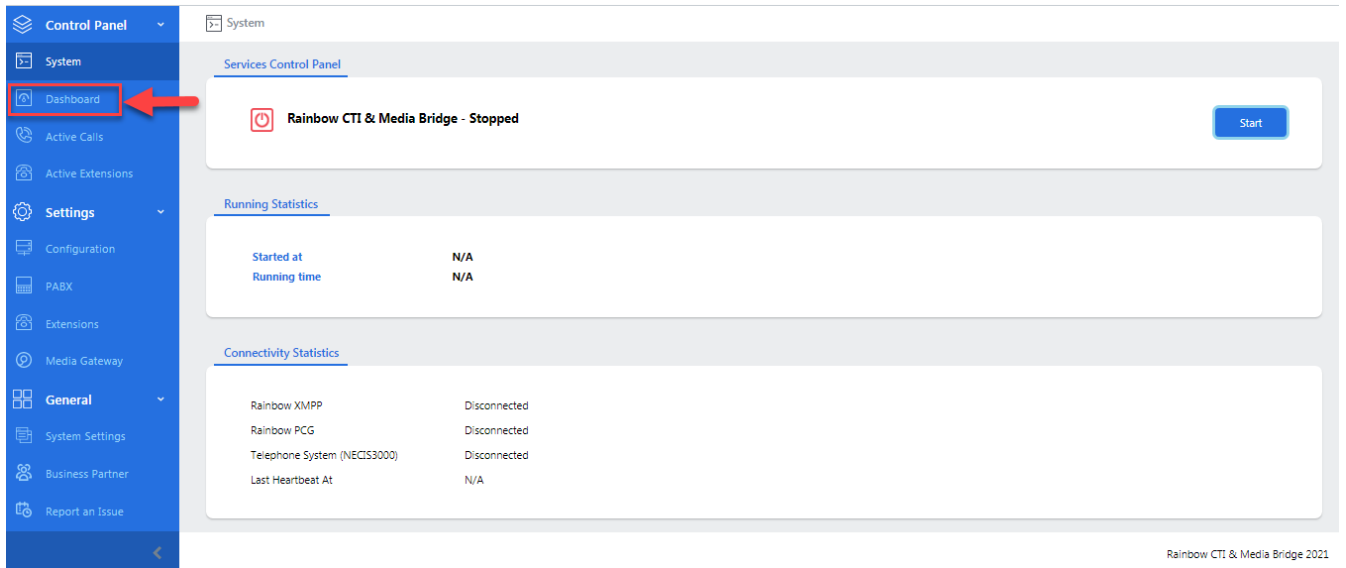 Control Panel
System
Dashboard
Active Calls
Active Extensions
Settings
Configuration
PABX
Extensions
Media Gateway
General
System Settings
Business Partner
Report an Issue
System
Services Control Panel
Rainbow CTI & Media Bridge - Stopped
Start
Running Statistics
Started at N/A
Running time N/A
Connectivity Statistics
Rainbow XMPP Disconnected
Rainbow PCG Disconnected
Telephone System (NECIS3000) Disconnected
Last Heartbeat At N/A
Rainbow CTI & Media Bridge 2021